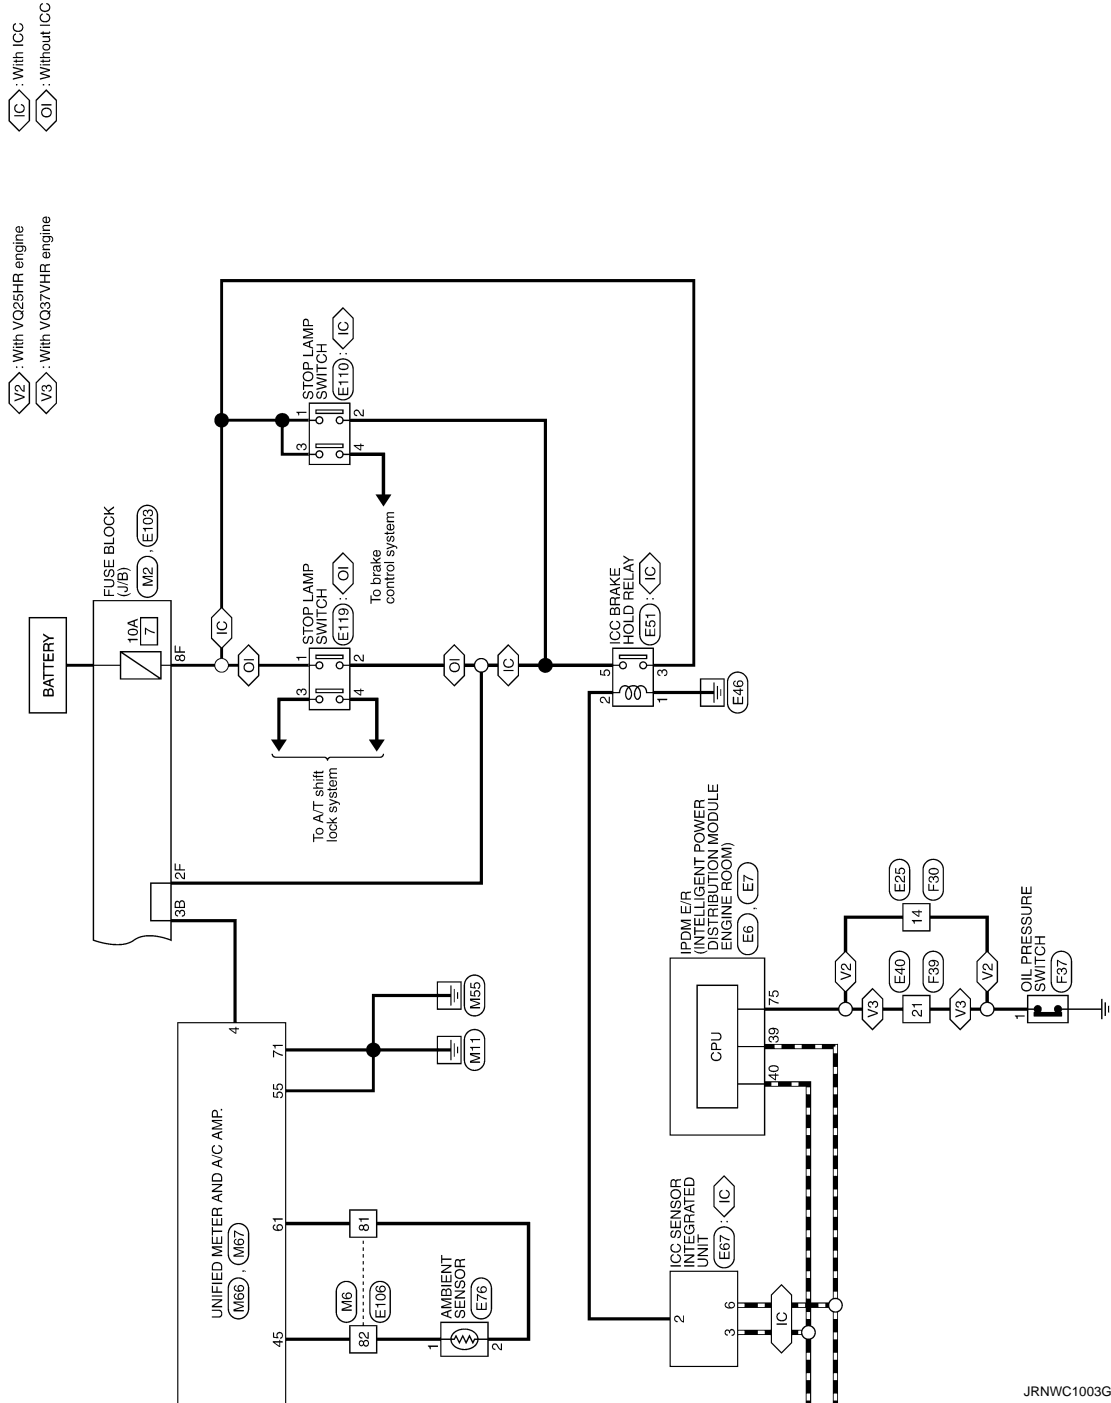 IC : With ICC
OI : Without ICC
V2 : With VQ25HR engine
V3 : With VQ37VHR engine
BATTERY
FUSE BLOCK
(J/B)
M2 , E103
10A
7
8F
2F
3B
IC
OI
STOP LAMP
SWITCH
E110 : IC
1
3
2
4
To brake
control system
STOP LAMP
SWITCH
E119 : OI
1
3
2
4
To A/T shift
lock system
OI
IC
ICC BRAKE
HOLD RELAY
E51 : IC
5
2
3
1
E46
UNIFIED METER AND A/C AMP.
M66 , M67
4
71
55
61
45
M55
M11
81
82
M6
E106
AMBIENT
SENSOR
E76
1
2
IPDM E/R
(INTELLIGENT POWER
DISTRIBUTION MODULE
ENGINE ROOM)
E6 , E7
CPU
75
39
40
V2
V3
E25
14
F30
E40
21
F39
V2
V3
OIL PRESSURE
SWITCH
F37
1
ICC SENSOR
INTEGRATED
UNIT
E67 : IC
2
6
3
IC
JRNWC1003G